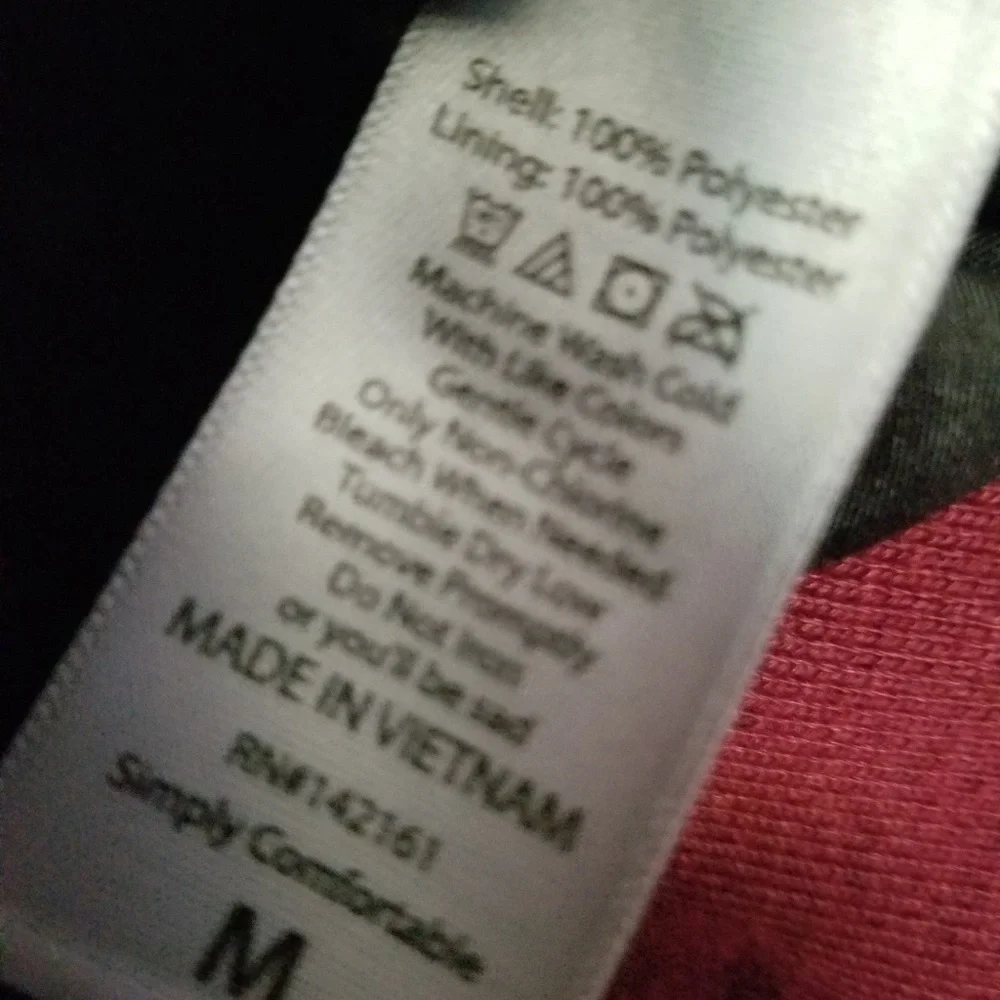 Shell: 100% Polyester
Lining: 100% Polyester
Machine Wash Cold
With Like Colors
Gentle Cycle
Only Non-Chlorine
Bleach When Needed
Tumble Dry Low
Remove Promptly
Do Not Iron
or you'll be sad
MADE IN VIETNAM
RN#142161
Simply Comfortable
M